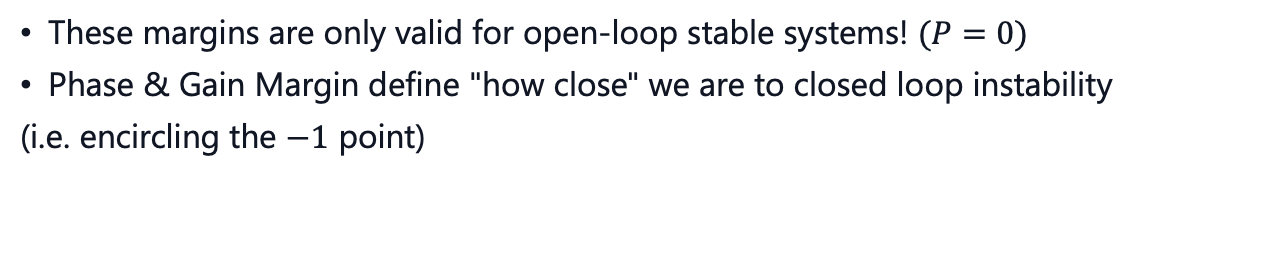 • These margins are only valid for open-loop stable systems! (P = 0)
• Phase & Gain Margin define "how close" we are to closed loop instability
(i.e. encircling the −1 point)